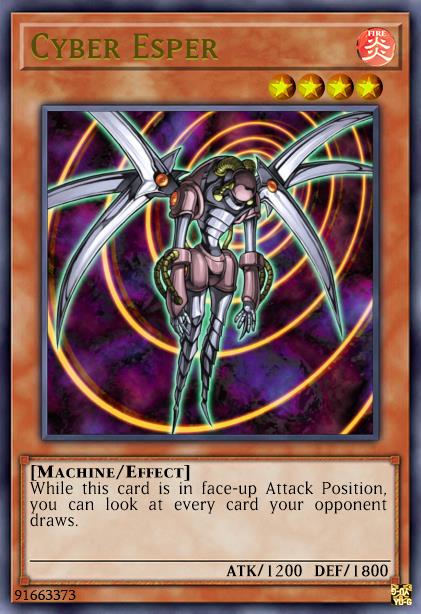 Cyber Esper
FIRE
炎
[Machine/Effect]
While this card is in face-up Attack Position,
you can look at every card your opponent
draws.
ATK/1200 DEF/1800
91663373